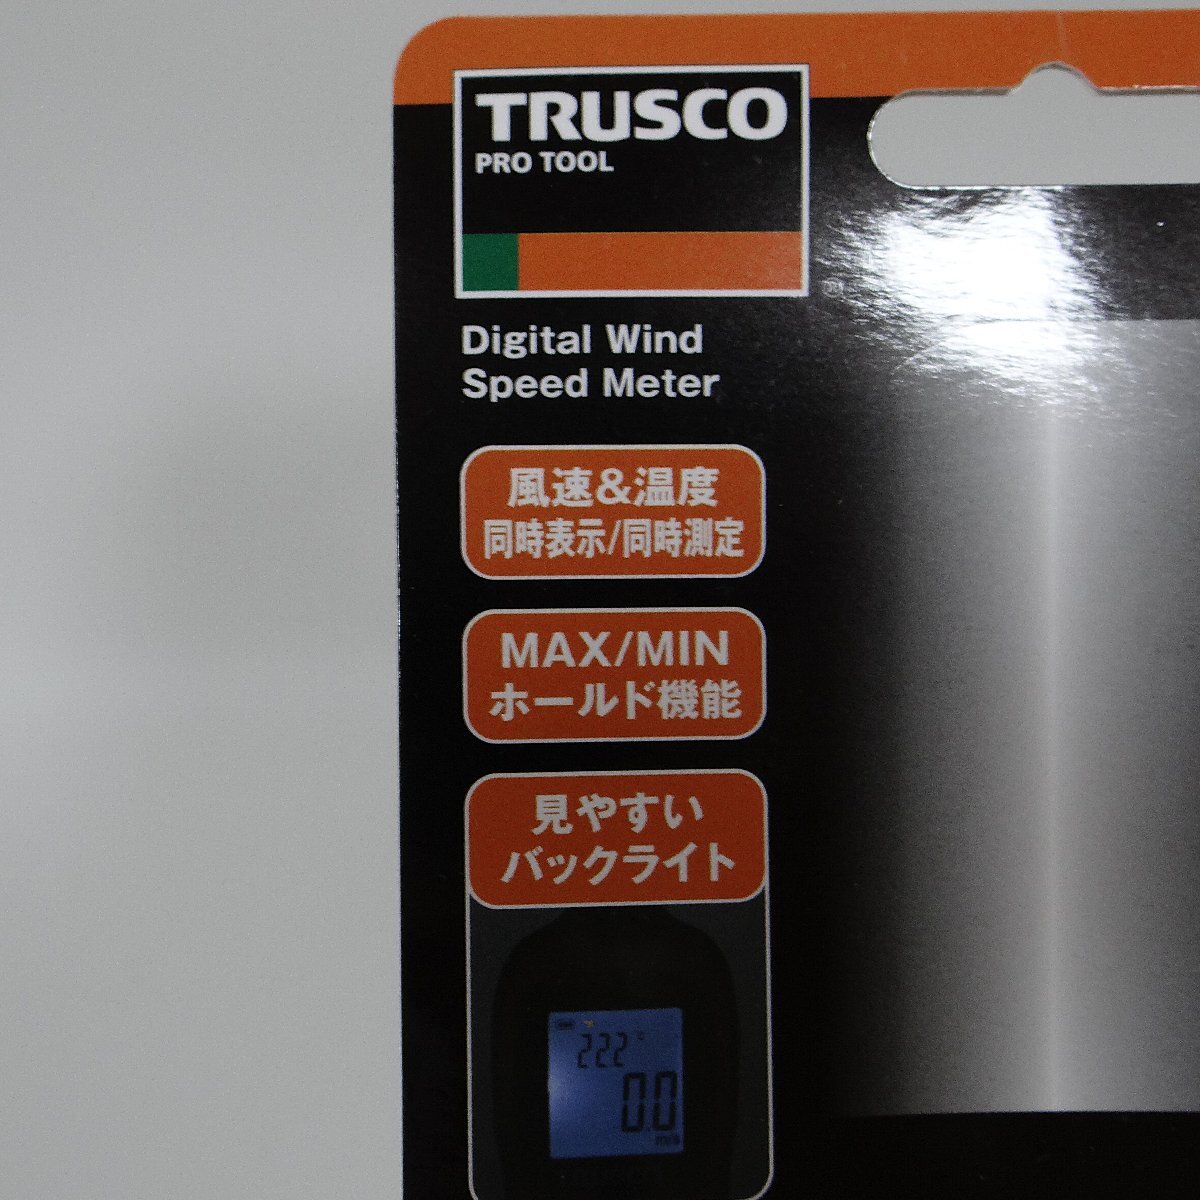 TRUSCO
PRO TOOL
®
Digital Wind
Speed Meter
風速&温度
同時表示/同時測定
MAX/MIN
ホールド機能
見やすい
バックライト
22.2 °C
0.0
m/s